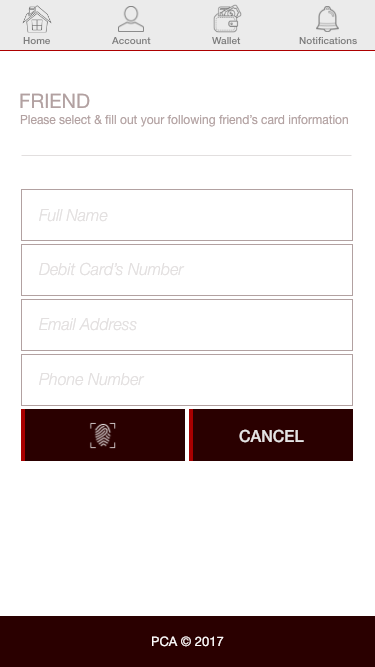 Home
Account
Wallet
Notifications
FRIEND
Please select & fill out your following friend's card information
Full Name
Debit Card's Number
Email Address
Phone Number
CANCEL
PCA © 2017